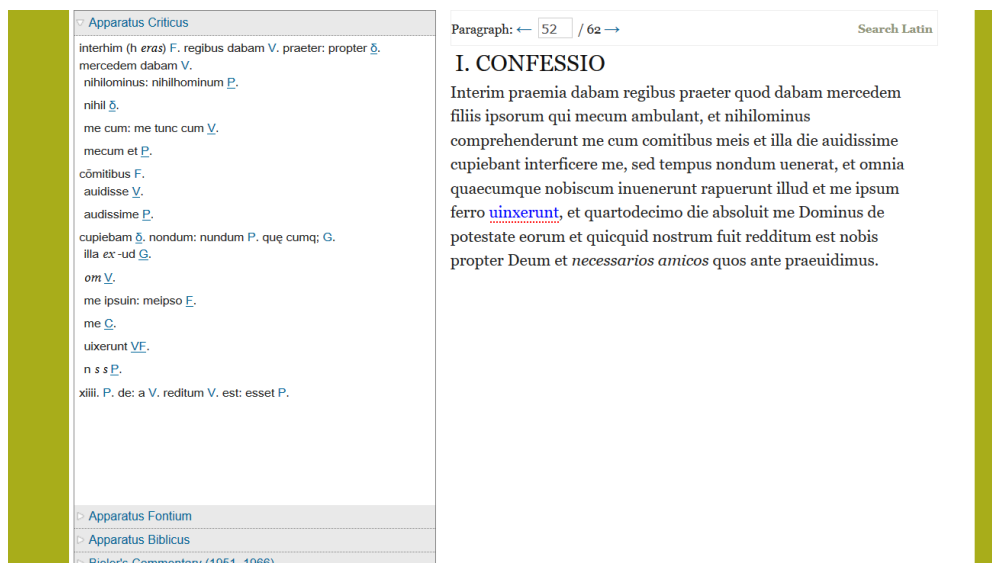 Apparatus Criticus
interhim (h eras) F. regibus dabam V. praeter: propter δ.
mercedem dabam V.
nihilominus: nihilhominum P.
nihil δ.
me cum: me tunc cum V.
mecum et P.
cōmitibus F.
auidisse V.
audissime P.
cupiebam δ. nondum: nundum P. quę cumq; G.
illa ex -ud G.
om V.
me ipsuin: meipso F.
me C.
uixerunt VF.
n s s P.
xiiii. P. de: a V. reditum V. est: esset P.
Apparatus Fontium
Apparatus Biblicus
Bieler's Commentary (1951, 1966)
Paragraph: ← 52 / 62 → Search Latin
I. CONFESSIO
Interim praemia dabam regibus praeter quod dabam mercedem
filiis ipsorum qui mecum ambulant, et nihilominus
comprehenderunt me cum comitibus meis et illa die auidissime
cupiebant interficere me, sed tempus nondum uenerat, et omnia
quaecumque nobiscum inuenerunt rapuerunt illud et me ipsum
ferro uinxerunt, et quartodecimo die absoluit me Dominus de
potestate eorum et quicquid nostrum fuit redditum est nobis
propter Deum et necessarios amicos quos ante praeuidimus.